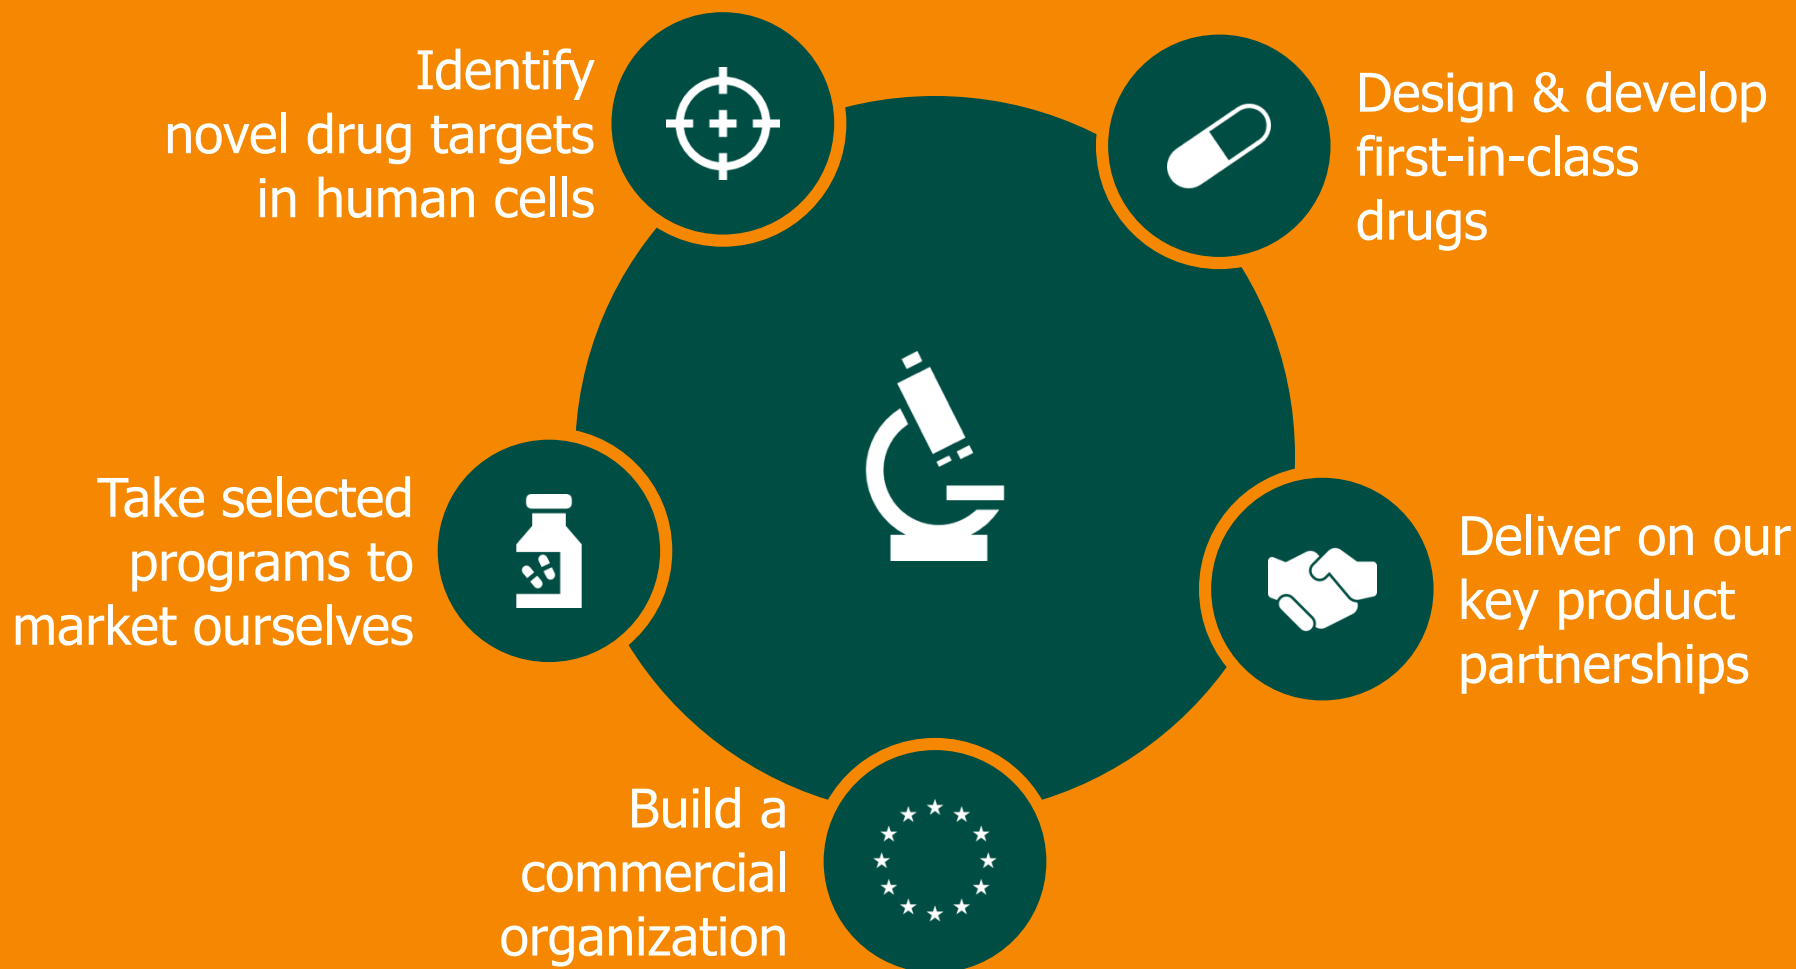 Identify
novel drug targets
in human cells
Design & develop
first-in-class
drugs
Deliver on our
key product
partnerships
Build a
commercial
organization
Take selected
programs to
market ourselves